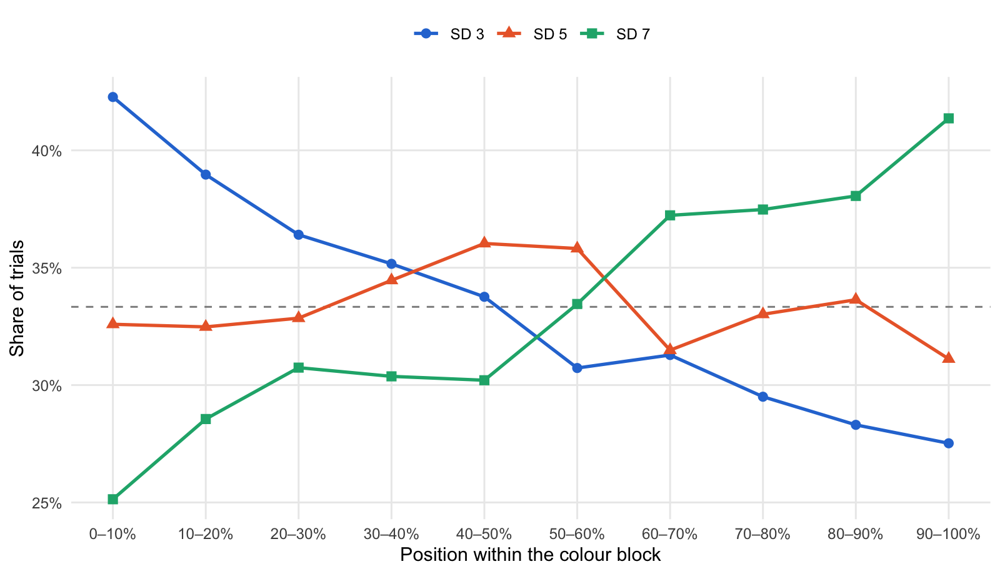 SD 3 SD 5 SD 7
40%
35%
30%
25%
Share of trials
0–10% 10–20% 20–30% 30–40% 40–50% 50–60% 60–70% 70–80% 80–90% 90–100%
Position within the colour block